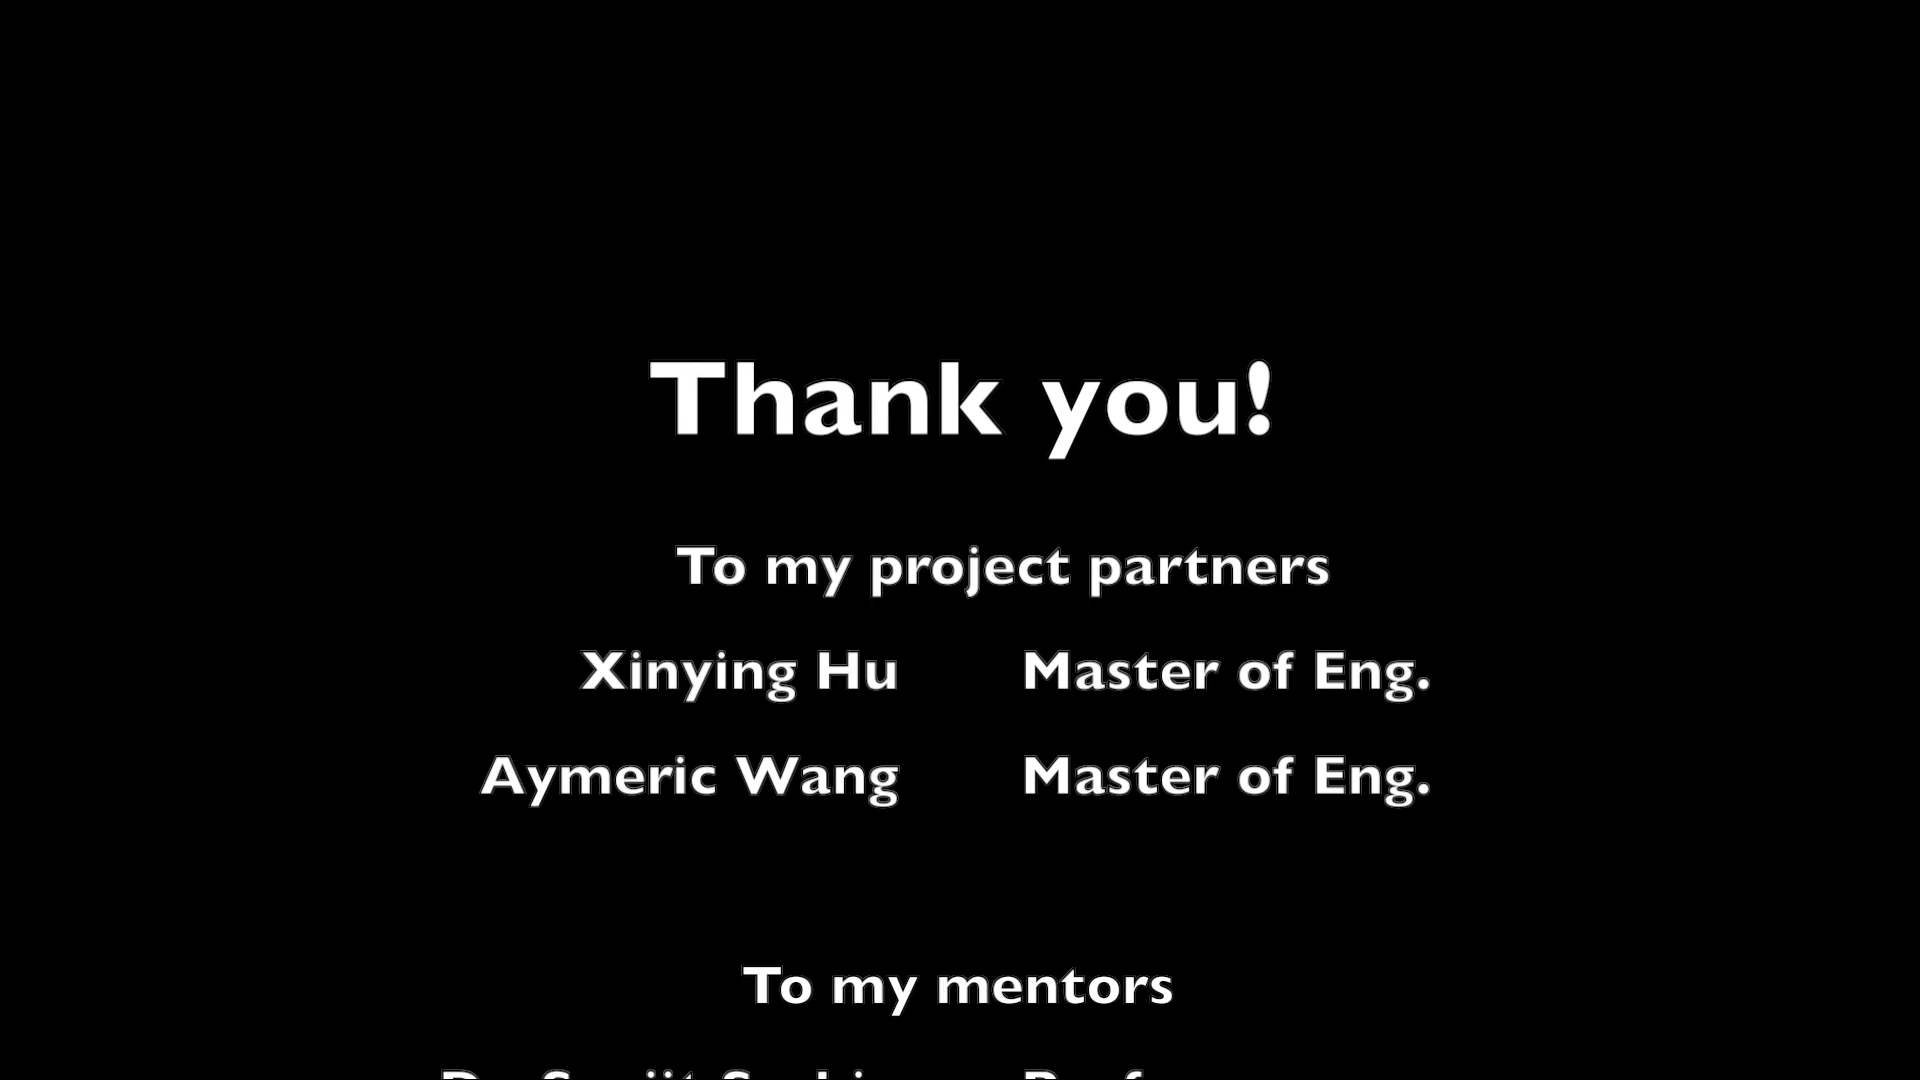 Thank you!
To my project partners
Xinying Hu Master of Eng.
Aymeric Wang Master of Eng.
To my mentors